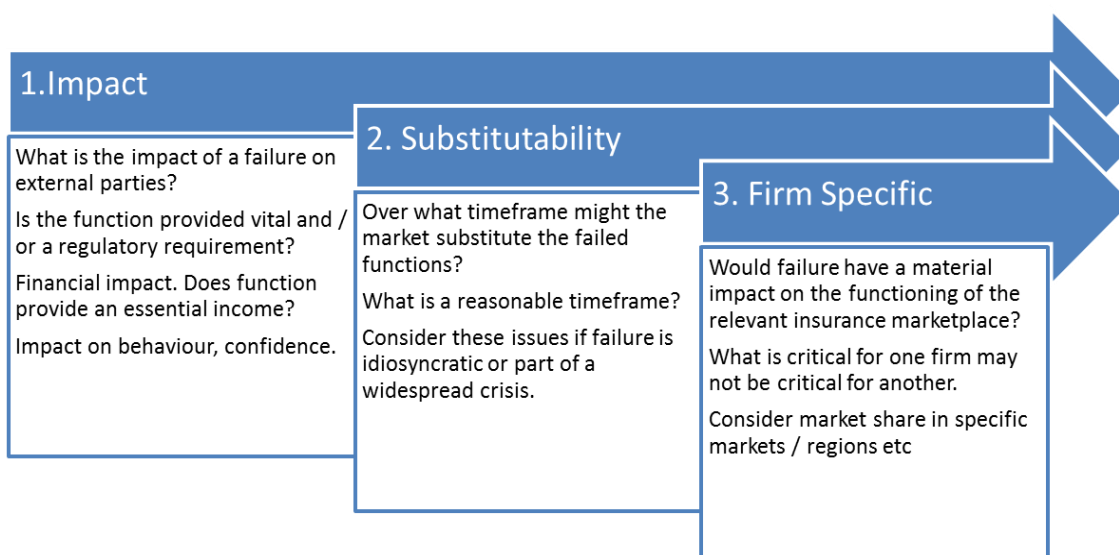 1.Impact
What is the impact of a failure on
external parties?
Is the function provided vital and /
or a regulatory requirement?
Financial impact. Does function
provide an essential income?
Impact on behaviour, confidence.
2. Substitutability
Over what timeframe might the
market substitute the failed
functions?
What is a reasonable timeframe?
Consider these issues if failure is
idiosyncratic or part of a
widespread crisis.
3. Firm Specific
Would failure have a material
impact on the functioning of the
relevant insurance marketplace?
What is critical for one firm may
not be critical for another.
Consider market share in specific
markets / regions etc